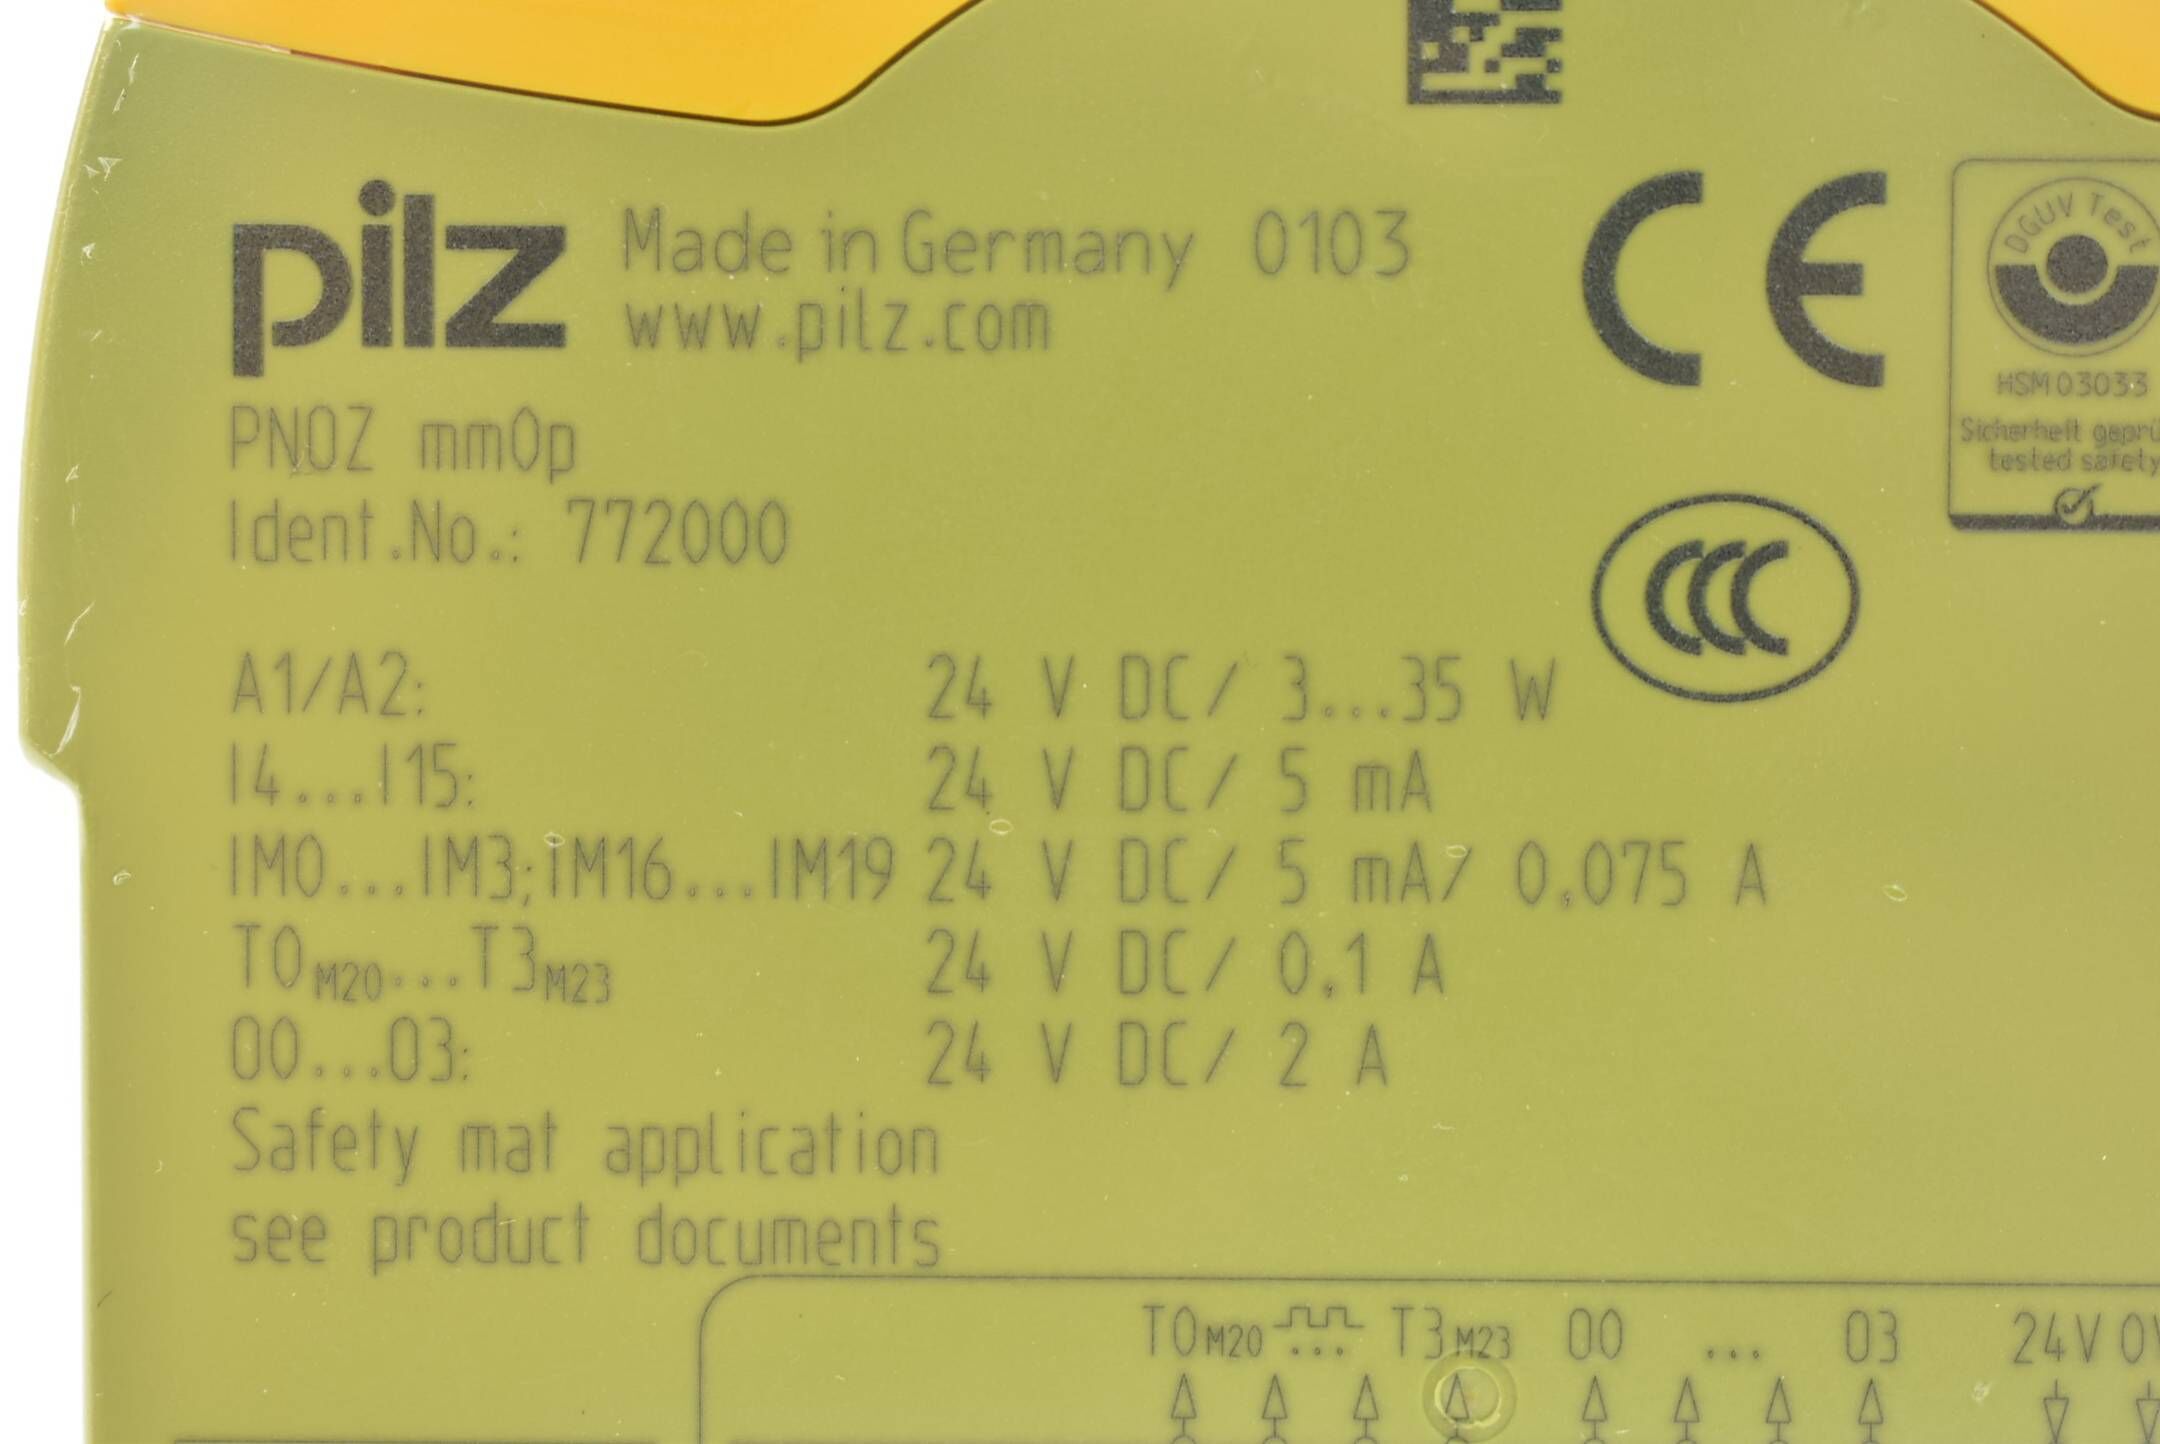 pilz Made in Germany 0103
www.pilz.com
DGUV Test
HSM 03033
Sicherheit geprü
tested safety
PNOZ mm0p
Ident.No.: 772000
CCC
A1/A2: 24 V DC/ 3...35 W
I4...I15: 24 V DC/ 5 mA
IM0...IM3;IM16...IM19 24 V DC/ 5 mA/ 0,075 A
T0M20...T3M23 24 V DC/ 0,1 A
O0...O3: 24 V DC/ 2 A
Safety mat application
see product documents
T0M20 ... T3M23 O0 ... O3 24V 0V